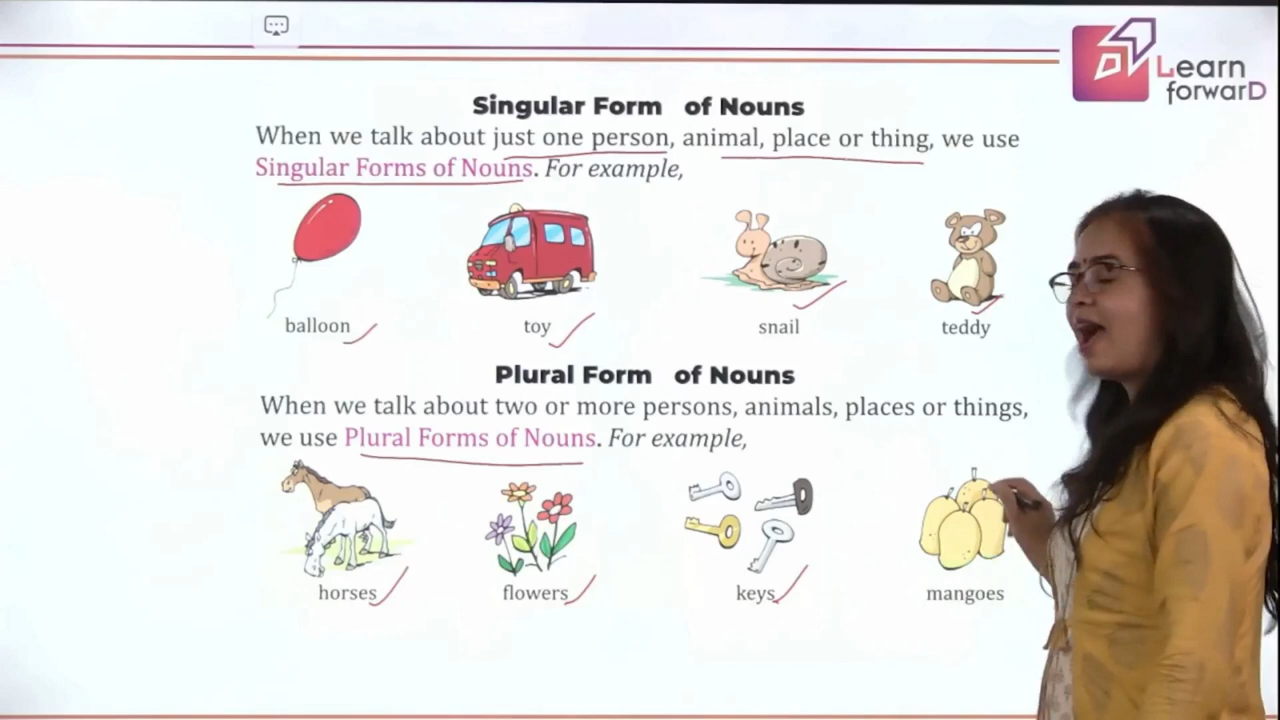 Learn
forwarD
Singular Form of Nouns
When we talk about just one person, animal, place or thing, we use
Singular Forms of Nouns. For example,
balloon toy snail teddy
Plural Form of Nouns
When we talk about two or more persons, animals, places or things,
we use Plural Forms of Nouns. For example,
horses flowers keys mangoes